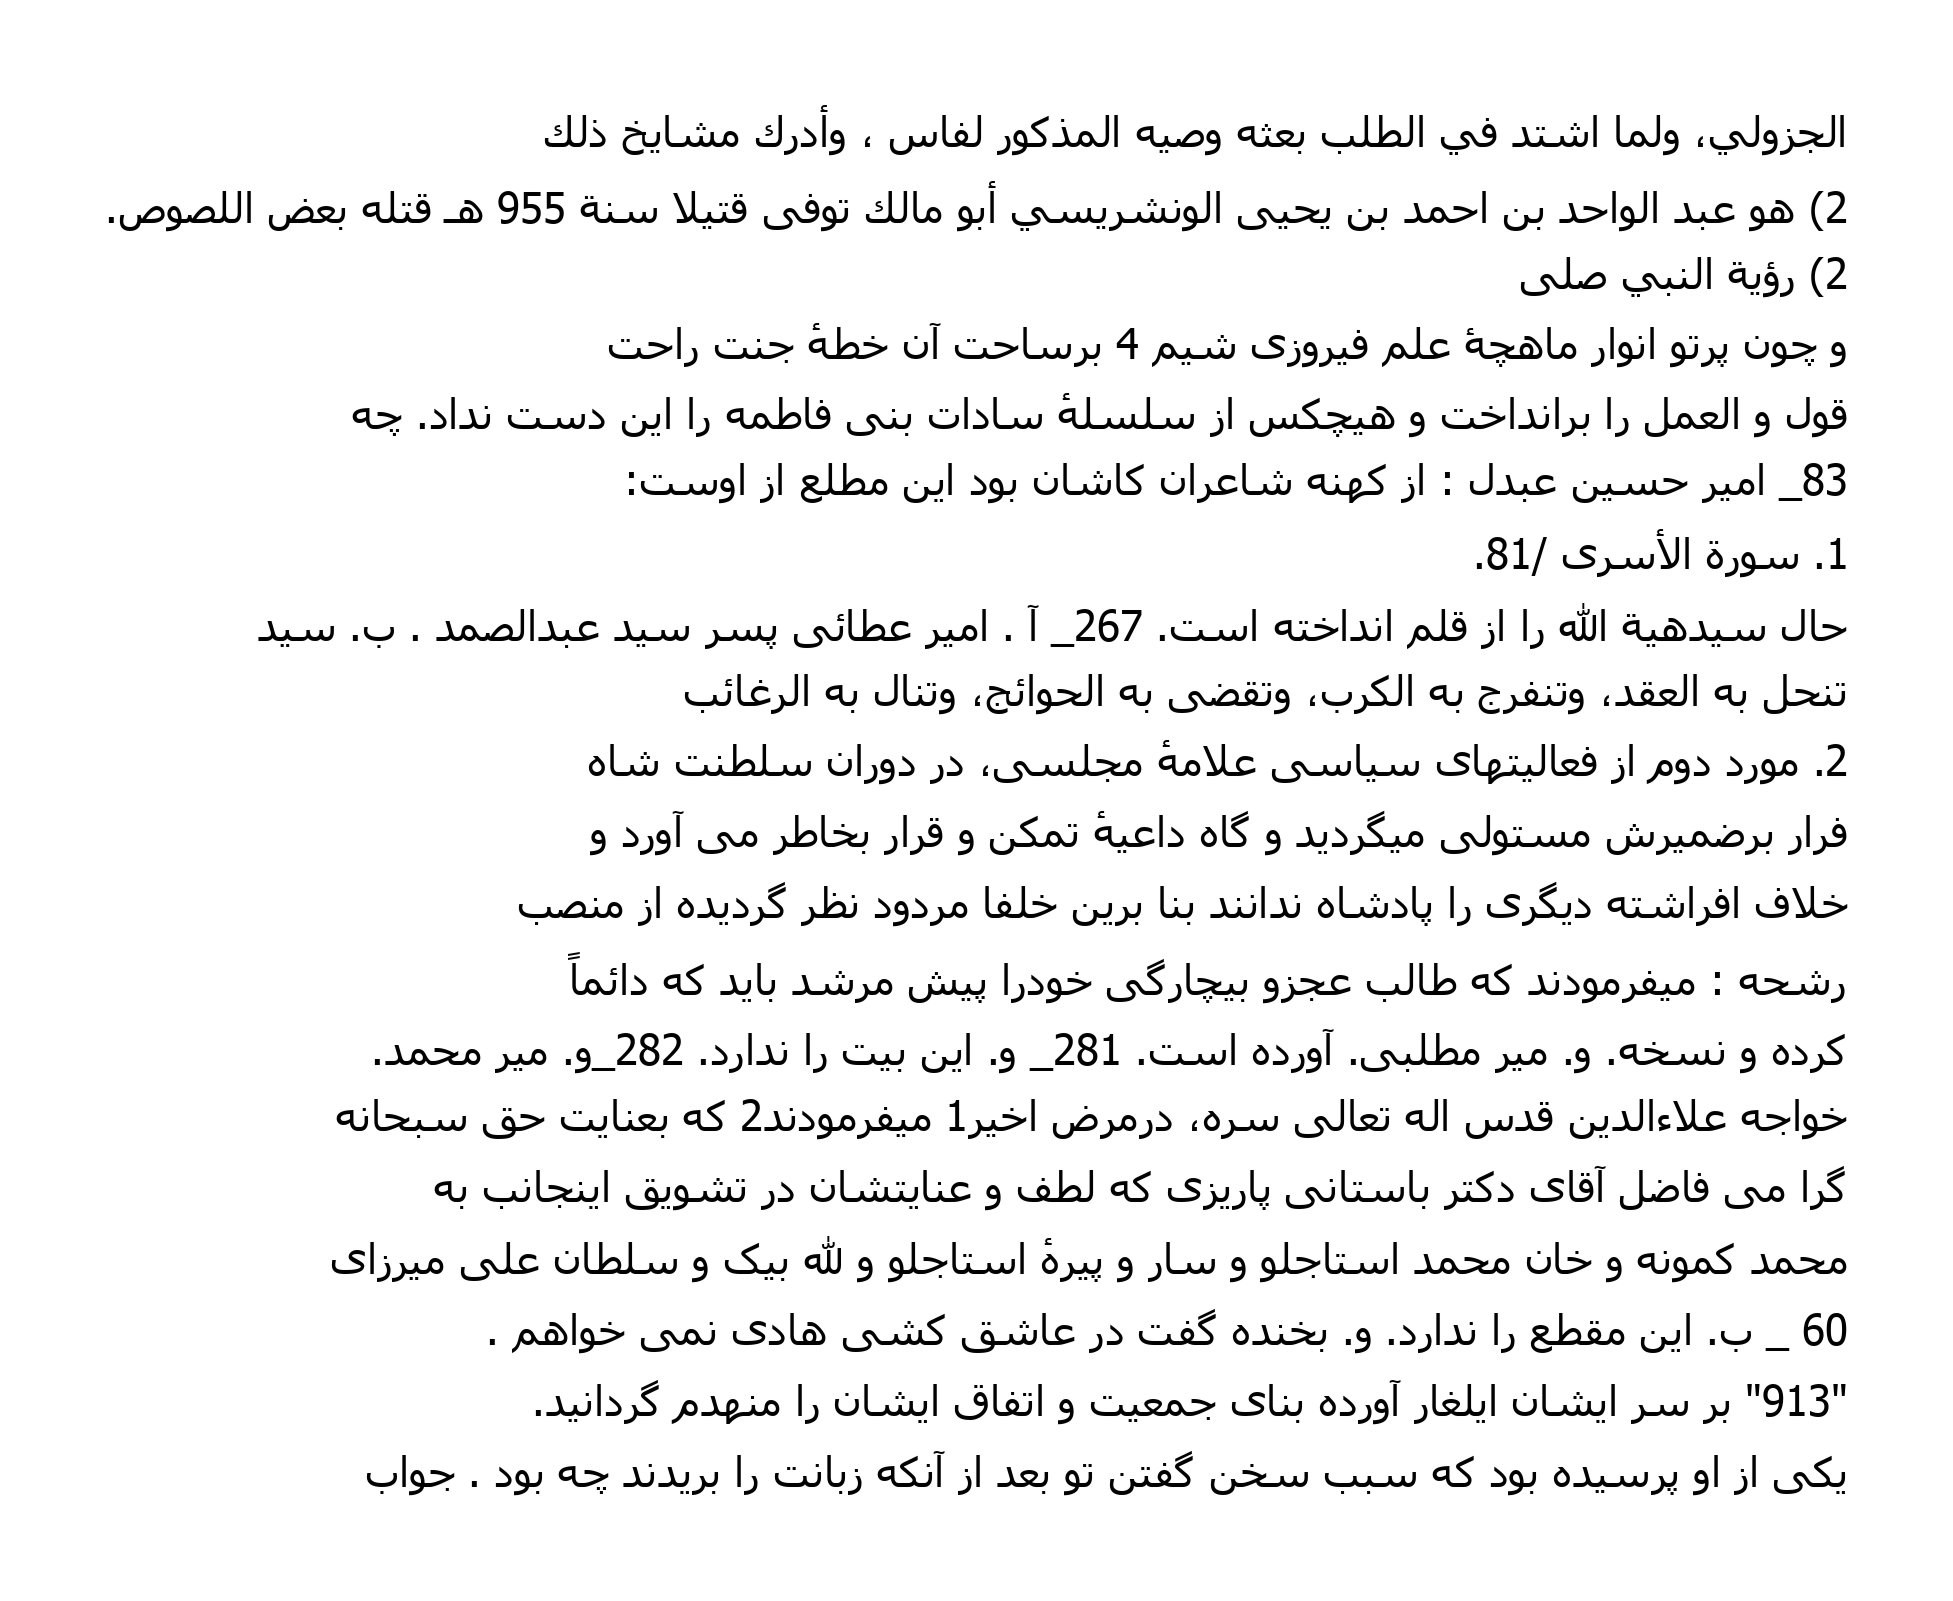 الجزولي، ولما اشتد في الطلب بعثه وصيه المذكور لفاس ، وأدرك مشايخ ذلك
2) هو عبد الواحد بن احمد بن يحيى الونشريسي أبو مالك توفى قتيلا سنة 955 هـ قتله بعض اللصوص.
2) رؤية النبي صلى
و چون پرتو انوار ماهچهٔ علم فیروزی شیم 4 برساحت آن خطهٔ جنت راحت
قول و العمل را برانداخت و هیچکس از سلسلهٔ سادات بنی فاطمه را این دست نداد. چه
83_ امیر حسین عبدل : از کهنه شاعران کاشان بود این مطلع از اوست:
1. سورة الأسرى /81.
حال سیدهیة الله را از قلم انداخته است. 267_ آ . امیر عطائی پسر سید عبدالصمد . ب. سید
تنحل به العقد، وتنفرج به الكرب، وتقضى به الحوائج، وتنال به الرغائب
2. مورد دوم از فعالیتهای سیاسی علامهٔ مجلسی، در دوران سلطنت شاه
فرار برضمیرش مستولی میگردید و گاه داعیهٔ تمکن و قرار بخاطر می آورد و
خلاف افراشته دیگری را پادشاه ندانند بنا برین خلفا مردود نظر گردیده از منصب
رشحه : میفرمودند که طالب عجزو بیچارگی خودرا پیش مرشد باید که دائماً
کرده و نسخه. و. میر مطلبی. آورده است. 281_ و. این بیت را ندارد. 282_و. میر محمد.
خواجه علاءالدین قدس اله تعالی سره، درمرض اخیر1 میفرمودند2 که بعنایت حق سبحانه
گرا می فاضل آقای دکتر باستانی پاریزی که لطف و عنایتشان در تشویق اینجانب به
محمد کمونه و خان محمد استاجلو و سار و پیرهٔ استاجلو و لله بیک و سلطان علی میرزای
60 _ ب. این مقطع را ندارد. و. بخنده گفت در عاشق کشی هادی نمی خواهم .
"913" بر سر ایشان ایلغار آورده بنای جمعیت و اتفاق ایشان را منهدم گردانید.
یکی از او پرسیده بود که سبب سخن گفتن تو بعد از آنکه زبانت را بریدند چه بود . جواب